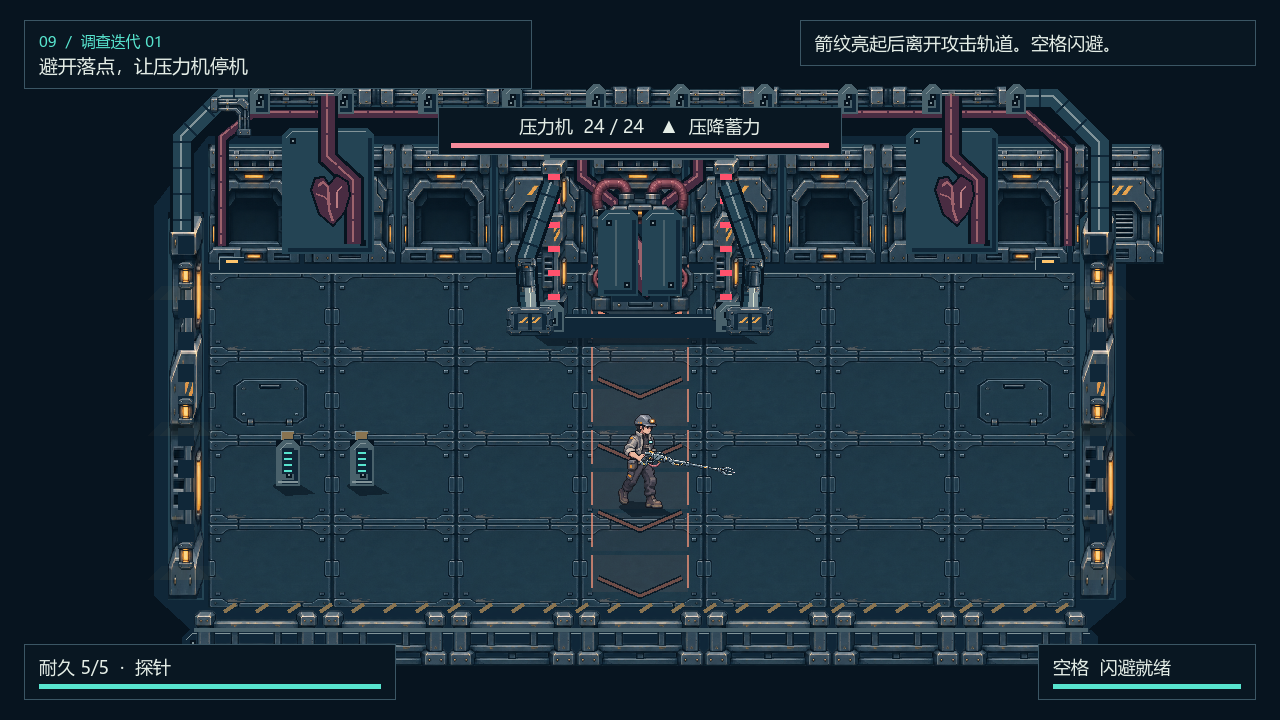 09 / 调查迭代 01
避开落点，让压力机停机
箭纹亮起后离开攻击轨道。空格闪避。
压力机 24 / 24 ▲ 压降蓄力
耐久 5/5 · 探针
空格 闪避就绪